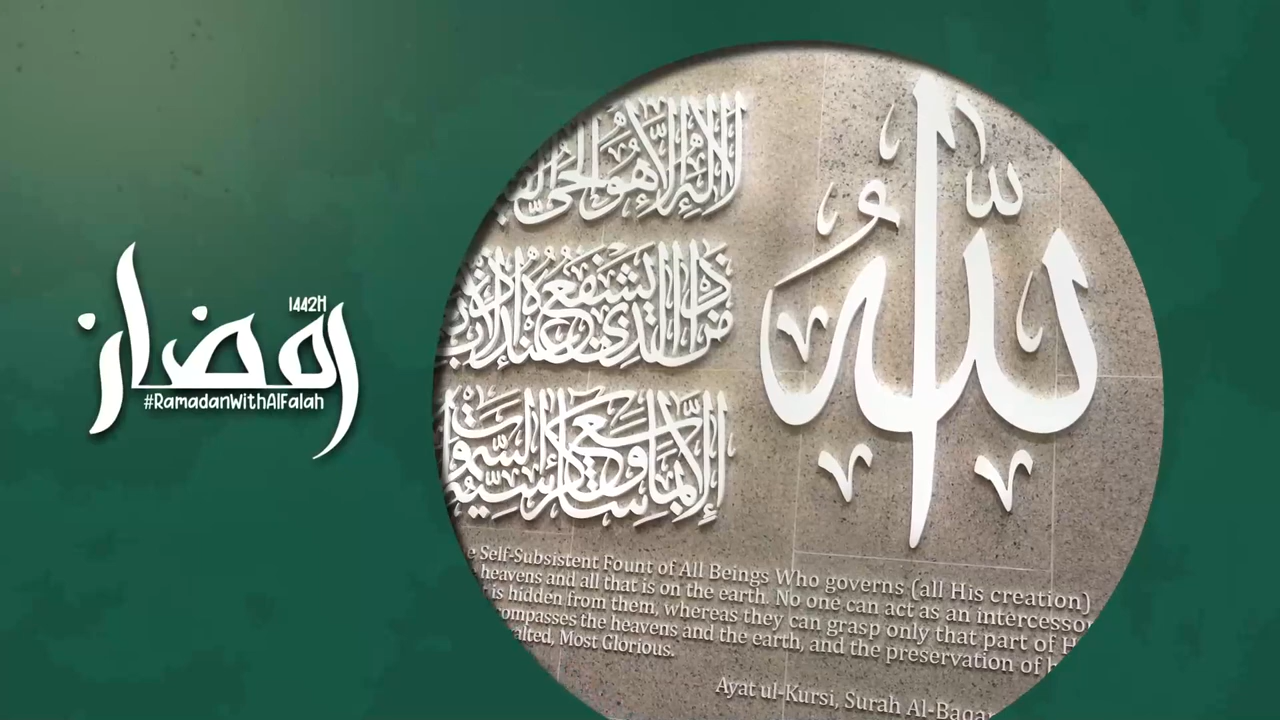 1442H
رمضان
#RamadanWithAlFalah
الله
لا إله إلا هو الحي
من ذا الذي يشفع عنده إلا
إلا بما شاء وسع كرسيه السموات
Self-Subsistent Fount of All Beings Who governs (all His creation)
heavens and all that is on the earth. No one can act as an intercessor
is hidden from them, whereas they can grasp only that part of
compasses the heavens and the earth, and the preservation of
alted, Most Glorious.
Ayat ul-Kursi, Surah Al-Baqar